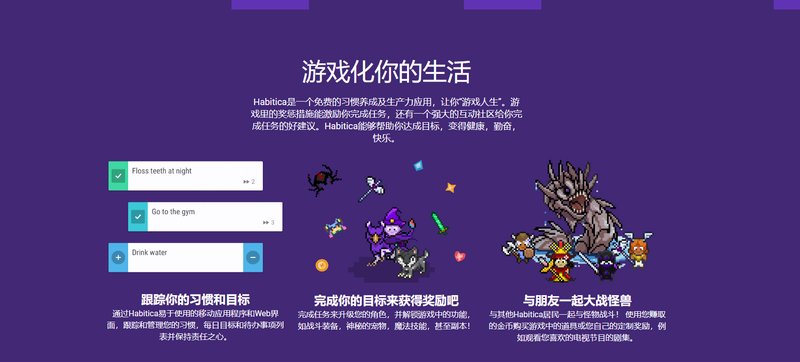 游戏化你的生活
Habitica是一个免费的习惯养成及生产力应用，让你“游戏人生”。游
戏里的奖惩措施能激励你完成任务，还有一个强大的互动社区给你完
成任务的好建议。Habitica能够帮助你达成目标，变得健康，勤奋，
快乐。
Floss teeth at night
2
Go to the gym
3
Drink water
跟踪你的习惯和目标
通过Habitica易于使用的移动应用程序和Web界
面，跟踪和管理您的习惯，每日目标和待办事项列
表并保持责任之心。
完成你的目标来获得奖励吧
完成任务来升级您的角色，并解锁游戏中的功能，
如战斗装备，神秘的宠物，魔法技能，甚至副本！
与朋友一起大战怪兽
与其他Habitica居民一起与怪物战斗！ 使用您赚取
的金币购买游戏中的道具或您自己的定制奖励，例
如观看您喜欢的电视节目的剧集。